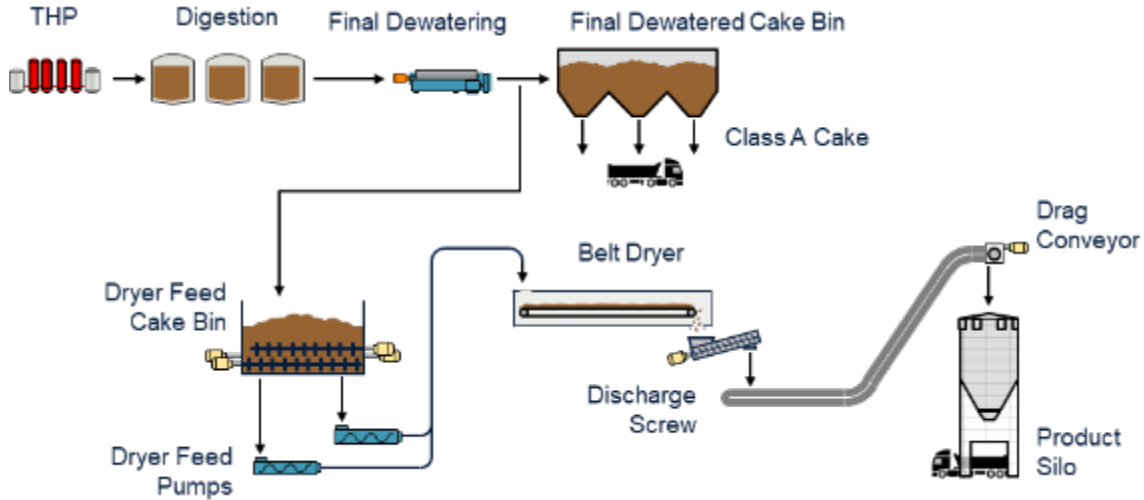 THP
Digestion
Final Dewatering
Final Dewatered Cake Bin
Class A Cake
Drag
Conveyor
Belt Dryer
Dryer Feed
Cake Bin
Discharge
Screw
Dryer Feed
Pumps
Product
Silo